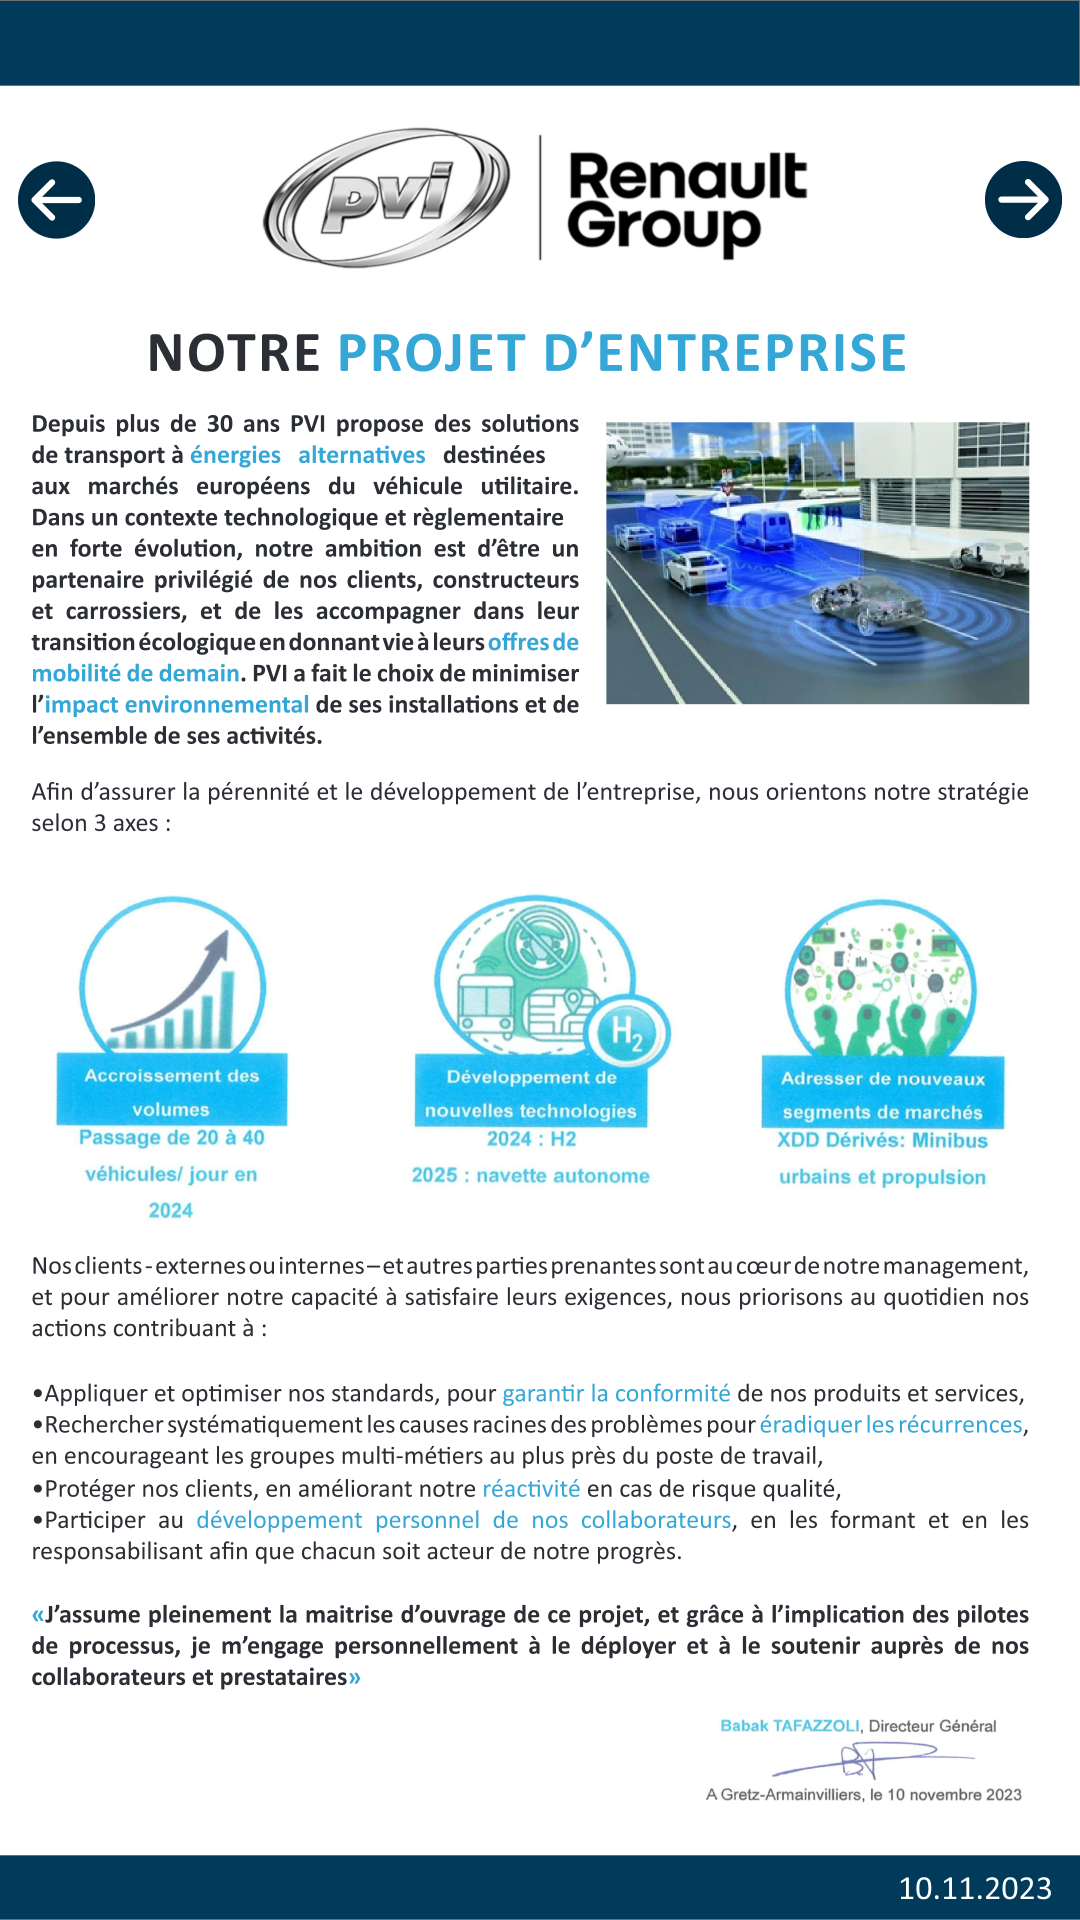 pvi
Renault
Group
NOTRE PROJET D’ENTREPRISE
Depuis plus de 30 ans PVI propose des solutions
de transport à énergies alternatives destinées
aux marchés européens du véhicule utilitaire.
Dans un contexte technologique et règlementaire
en forte évolution, notre ambition est d’être un
partenaire privilégié de nos clients, constructeurs
et carrossiers, et de les accompagner dans leur
transition écologique en donnant vie à leurs offres de
mobilité de demain. PVI a fait le choix de minimiser
l’impact environnemental de ses installations et de
l’ensemble de ses activités.
Afin d’assurer la pérennité et le développement de l’entreprise, nous orientons notre stratégie
selon 3 axes :
Accroissement des
volumes
Passage de 20 à 40
véhicules/ jour en
2024
H2
Développement de
nouvelles technologies
2024 : H2
2025 : navette autonome
Adresser de nouveaux
segments de marchés
XDD Dérivés: Minibus
urbains et propulsion
Nos clients - externes ou internes – et autres parties prenantes sont au cœur de notre management,
et pour améliorer notre capacité à satisfaire leurs exigences, nous priorisons au quotidien nos
actions contribuant à :
•Appliquer et optimiser nos standards, pour garantir la conformité de nos produits et services,
•Rechercher systématiquement les causes racines des problèmes pour éradiquer les récurrences,
en encourageant les groupes multi-métiers au plus près du poste de travail,
•Protéger nos clients, en améliorant notre réactivité en cas de risque qualité,
•Participer au développement personnel de nos collaborateurs, en les formant et en les
responsabilisant afin que chacun soit acteur de notre progrès.
«J’assume pleinement la maitrise d’ouvrage de ce projet, et grâce à l’implication des pilotes
de processus, je m’engage personnellement à le déployer et à le soutenir auprès de nos
collaborateurs et prestataires»
Babak TAFAZZOLI, Directeur Général
A Gretz-Armainvilliers, le 10 novembre 2023
10.11.2023